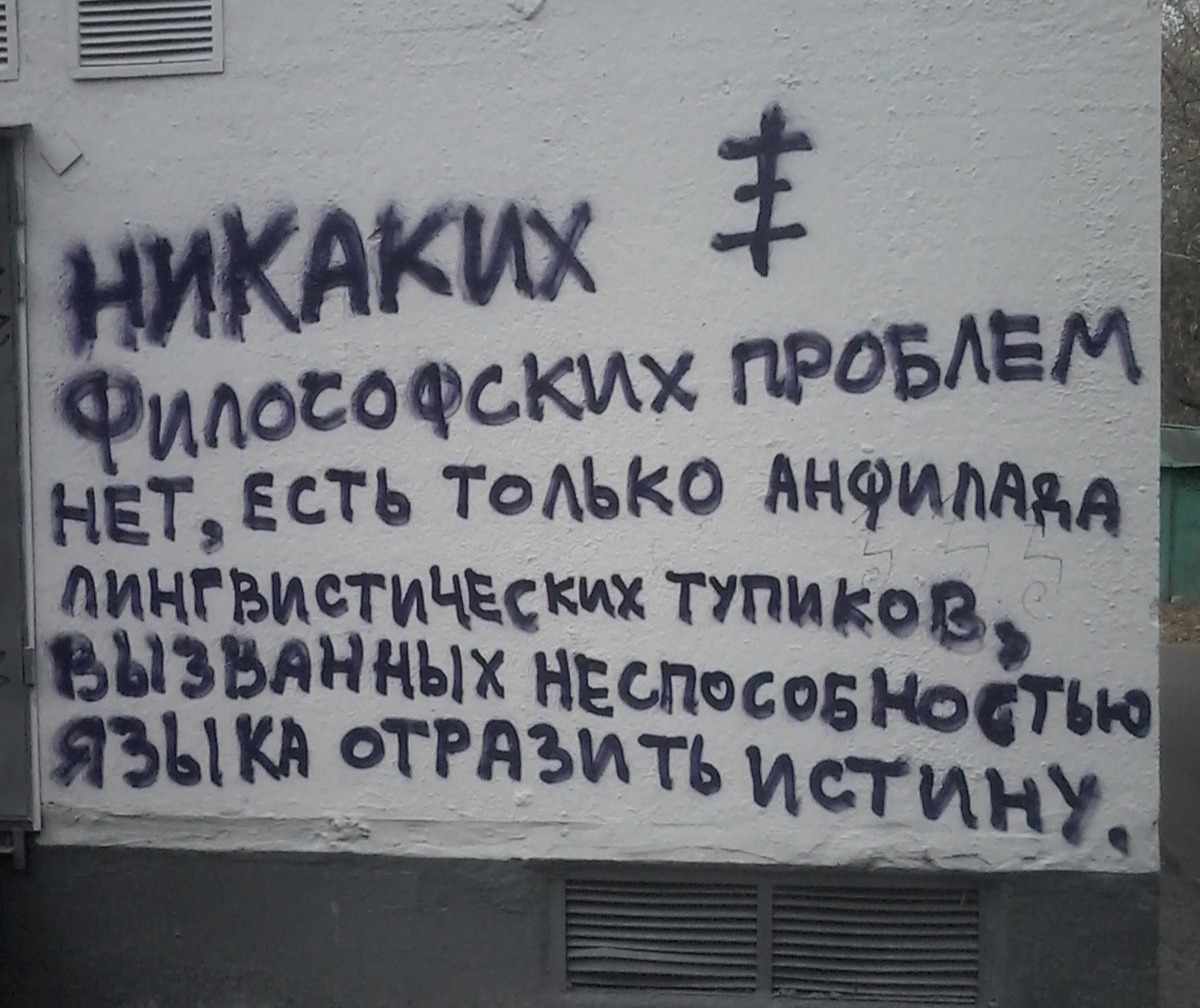 НИКАКИХ
ФИЛОСОФСКИХ ПРОБЛЕМ
НЕТ, ЕСТЬ ТОЛЬКО АНФИЛАДА
ЛИНГВИСТИЧЕСКИХ ТУПИКОВ,
ВЫЗВАННЫХ НЕСПОСОБНОСТЬЮ
ЯЗЫКА ОТРАЗИТЬ ИСТИНУ.